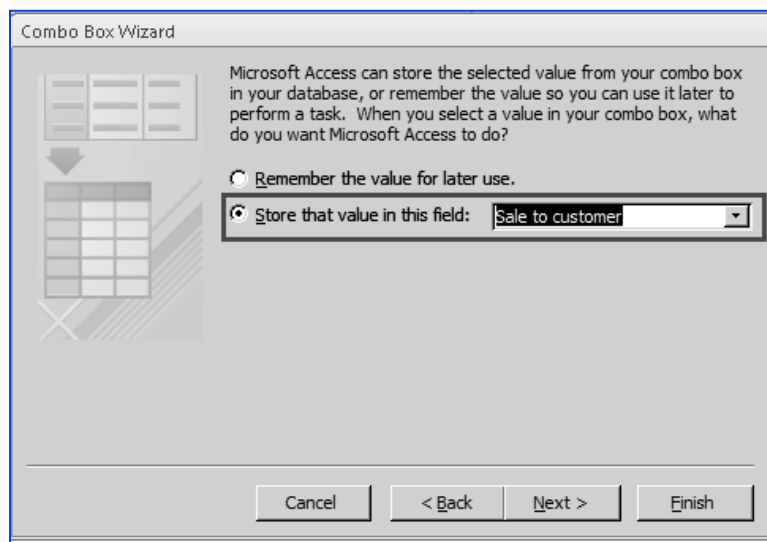 Combo Box Wizard
Microsoft Access can store the selected value from your combo box
in your database, or remember the value so you can use it later to
perform a task.  When you select a value in your combo box, what
do you want Microsoft Access to do?
Remember the value for later use.
Store that value in this field: Sale to customer
Cancel < Back Next > Finish